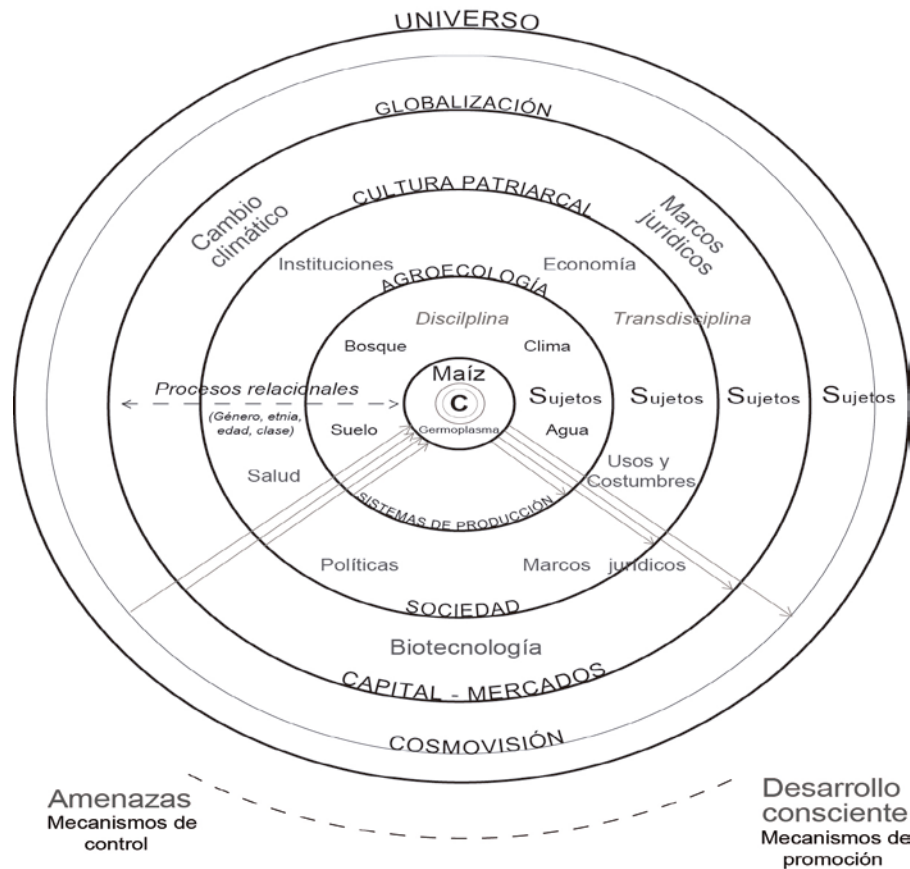 UNIVERSO
GLOBALIZACIÓN
CULTURA PATRIARCAL
Cambio
climático
Marcos
jurídicos
Instituciones
Economía
AGROECOLOGÍA
Discilplina
Transdisciplina
Bosque
Clima
Maíz
Procesos relacionales
C
Sujetos
Sujetos
Sujetos
Sujetos
(Género, etnia,
edad, clase)
Suelo
Germoplasma
Agua
Salud
Usos y
Costumbres
SISTEMAS DE PRODUCCIÓN
Políticas
Marcos jurídicos
SOCIEDAD
Biotecnología
CAPITAL - MERCADOS
COSMOVISIÓN
Amenazas
Mecanismos de
control
Desarrollo
consciente
Mecanismos de
promoción